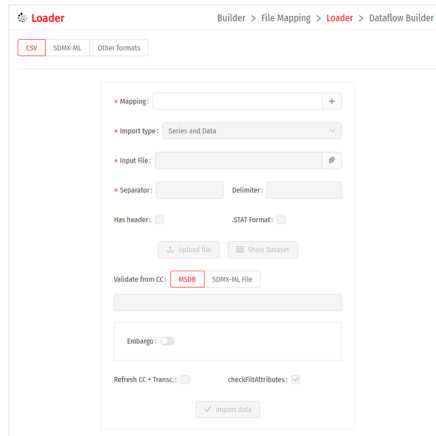 Loader
Builder > File Mapping > Loader > Dataflow Builder
CSV SDMX-ML Other formats
* Mapping: +
* Import type: Series and Data
* Input File:
* Separator: Delimiter:
Has header: .STAT Format:
Upload file Show Dataset
Validate from CC: MSDB SDMX-ML File
Embargo:
Refresh CC + Transc.: checkFiltAttributes:
Import data